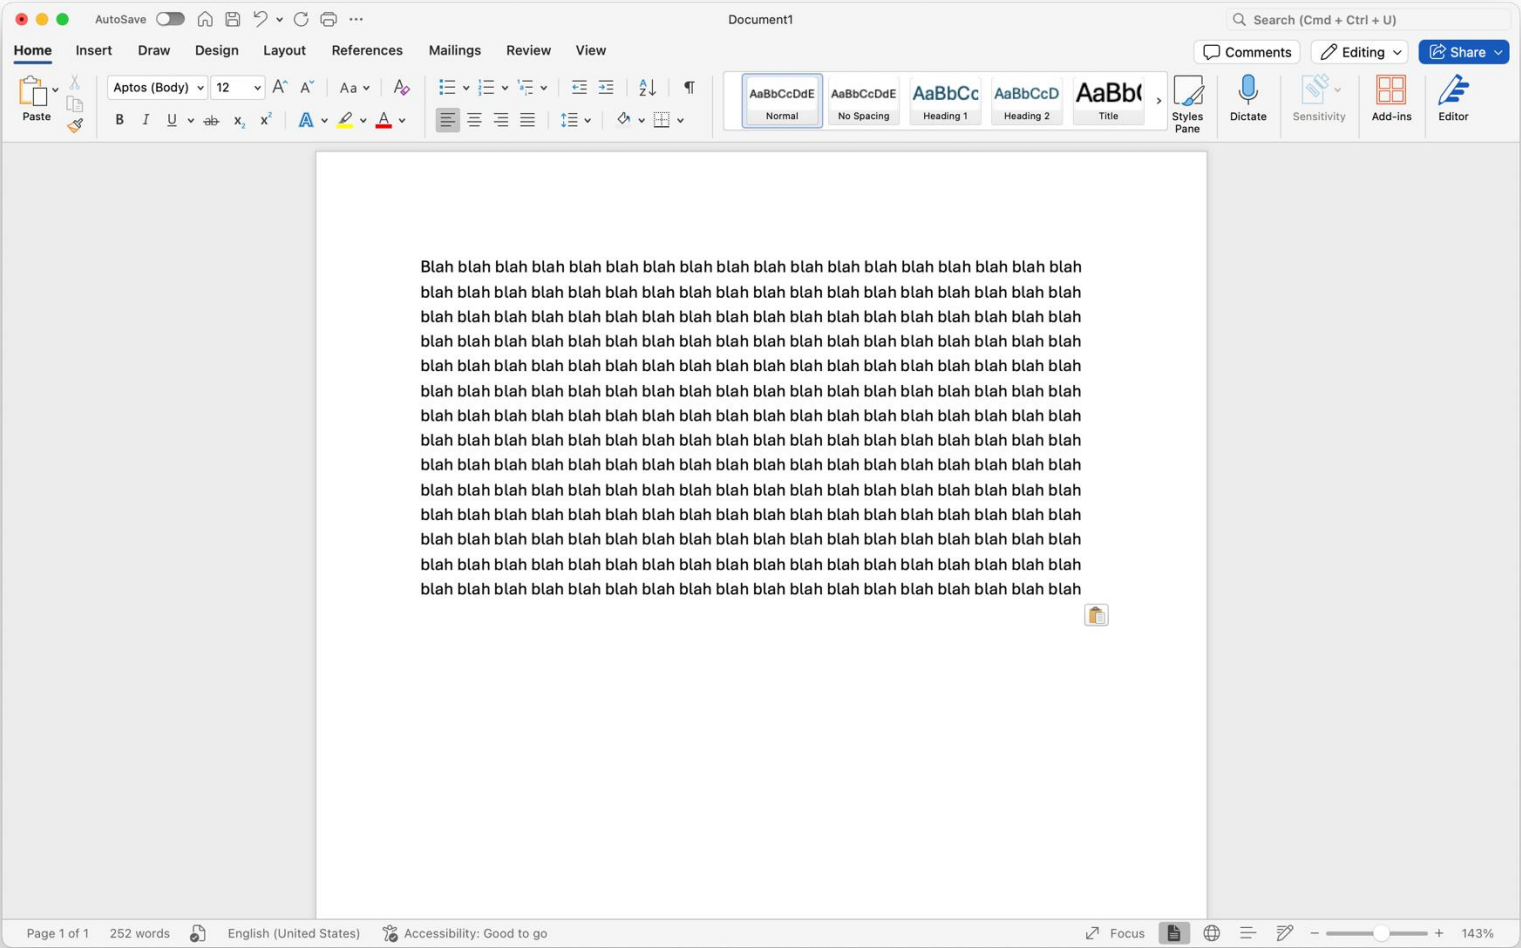 AutoSave
Document1
Search (Cmd + Ctrl + U)
Home Insert Draw Design Layout References Mailings Review View
Comments Editing Share
Paste
Aptos (Body) 12
A A Aa A
B I U ab x₂ x² A A
AaBbCcDdE AaBbCcDdE AaBbCc AaBbCcD AaBb(
Normal No Spacing Heading 1 Heading 2 Title
Styles Pane Dictate Sensitivity Add-ins Editor
Blah blah blah blah blah blah blah blah blah blah blah blah blah blah blah blah blah blah
blah blah blah blah blah blah blah blah blah blah blah blah blah blah blah blah blah blah
blah blah blah blah blah blah blah blah blah blah blah blah blah blah blah blah blah blah
blah blah blah blah blah blah blah blah blah blah blah blah blah blah blah blah blah blah
blah blah blah blah blah blah blah blah blah blah blah blah blah blah blah blah blah blah
blah blah blah blah blah blah blah blah blah blah blah blah blah blah blah blah blah blah
blah blah blah blah blah blah blah blah blah blah blah blah blah blah blah blah blah blah
blah blah blah blah blah blah blah blah blah blah blah blah blah blah blah blah blah blah
blah blah blah blah blah blah blah blah blah blah blah blah blah blah blah blah blah blah
blah blah blah blah blah blah blah blah blah blah blah blah blah blah blah blah blah blah
blah blah blah blah blah blah blah blah blah blah blah blah blah blah blah blah blah blah
blah blah blah blah blah blah blah blah blah blah blah blah blah blah blah blah blah blah
blah blah blah blah blah blah blah blah blah blah blah blah blah blah blah blah blah blah
blah blah blah blah blah blah blah blah blah blah blah blah blah blah blah blah blah blah
Page 1 of 1 252 words English (United States) Accessibility: Good to go Focus 143%